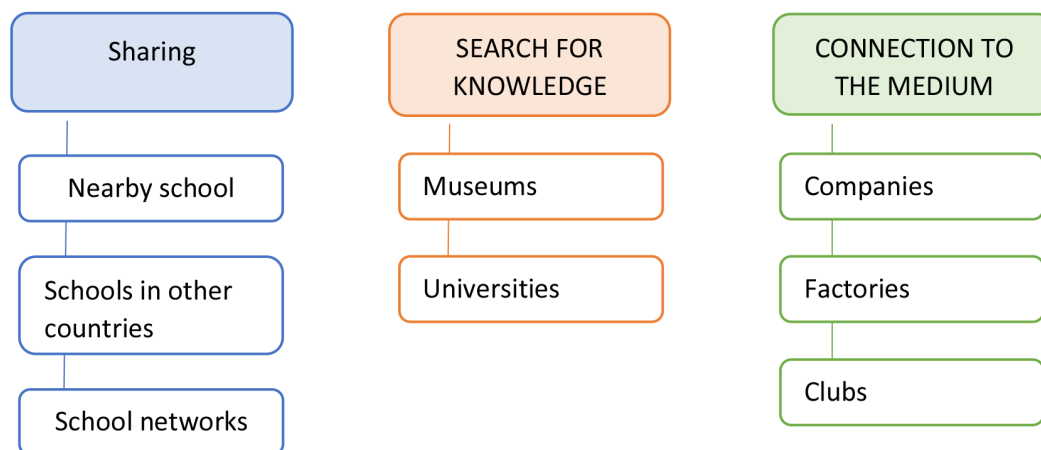 Sharing
Nearby school
Schools in other
countries
School networks
SEARCH FOR
KNOWLEDGE
Museums
Universities
CONNECTION TO
THE MEDIUM
Companies
Factories
Clubs